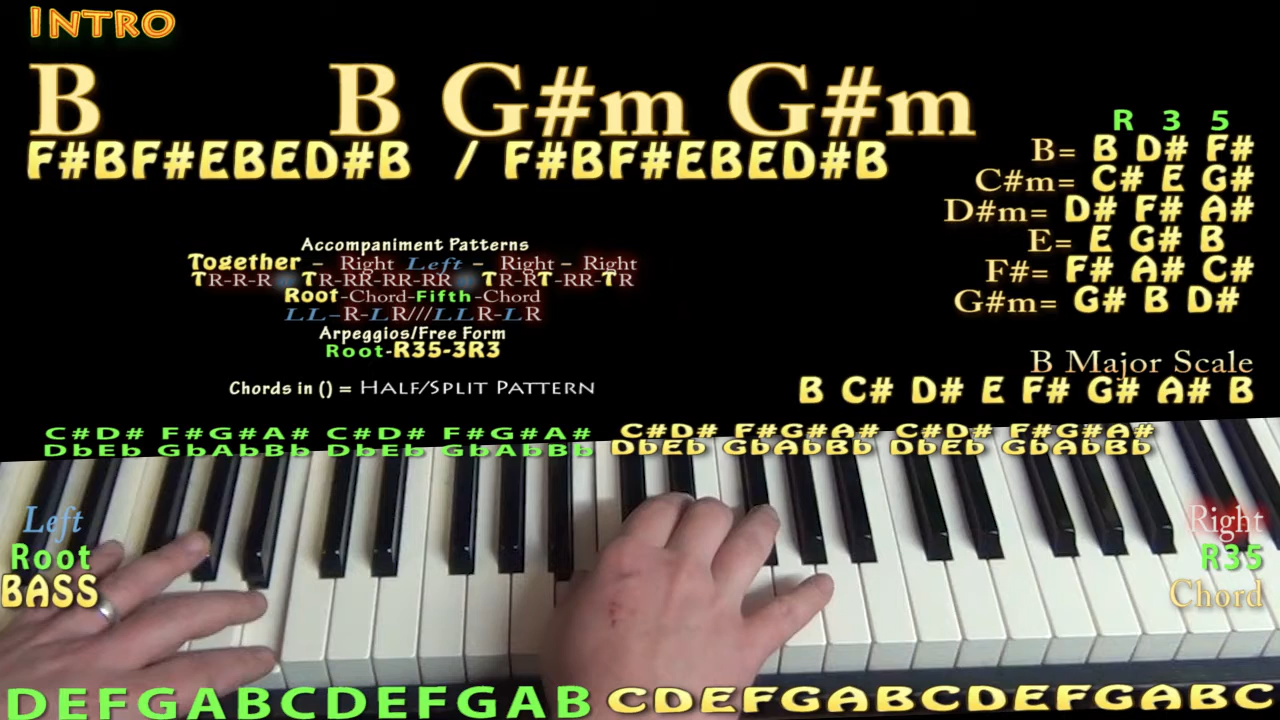 INTRO
B B G#m G#m
F#BF#EBED#B / F#BF#EBED#B
R 3 5
B= B D# F#
C#m= C# E G#
D#m= D# F# A#
E= E G# B
F#= F# A# C#
G#m= G# B D#
Accompaniment Patterns
Together – Right Left – Right – Right
TR-R-R TR-RR-RR-RR TR-RT-RR-TR
Root-Chord-Fifth-Chord
LL-R-LR///LLR-LR
Arpeggios/Free Form
Root-R35-3R3
Chords in () = HALF/SPLIT PATTERN
B Major Scale
B C# D# E F# G# A# B
C#D# F#G#A# C#D# F#G#A# C#D# F#G#A# C#D# F#G#A#
DbEb GbAbBb DbEb GbAbBb DbEb GbAbBb DbEb GbAbBb
Left
Root
BASS
Right
R35
Chord
DEFGABCDEFGAB CDEFGABCDEFGABC